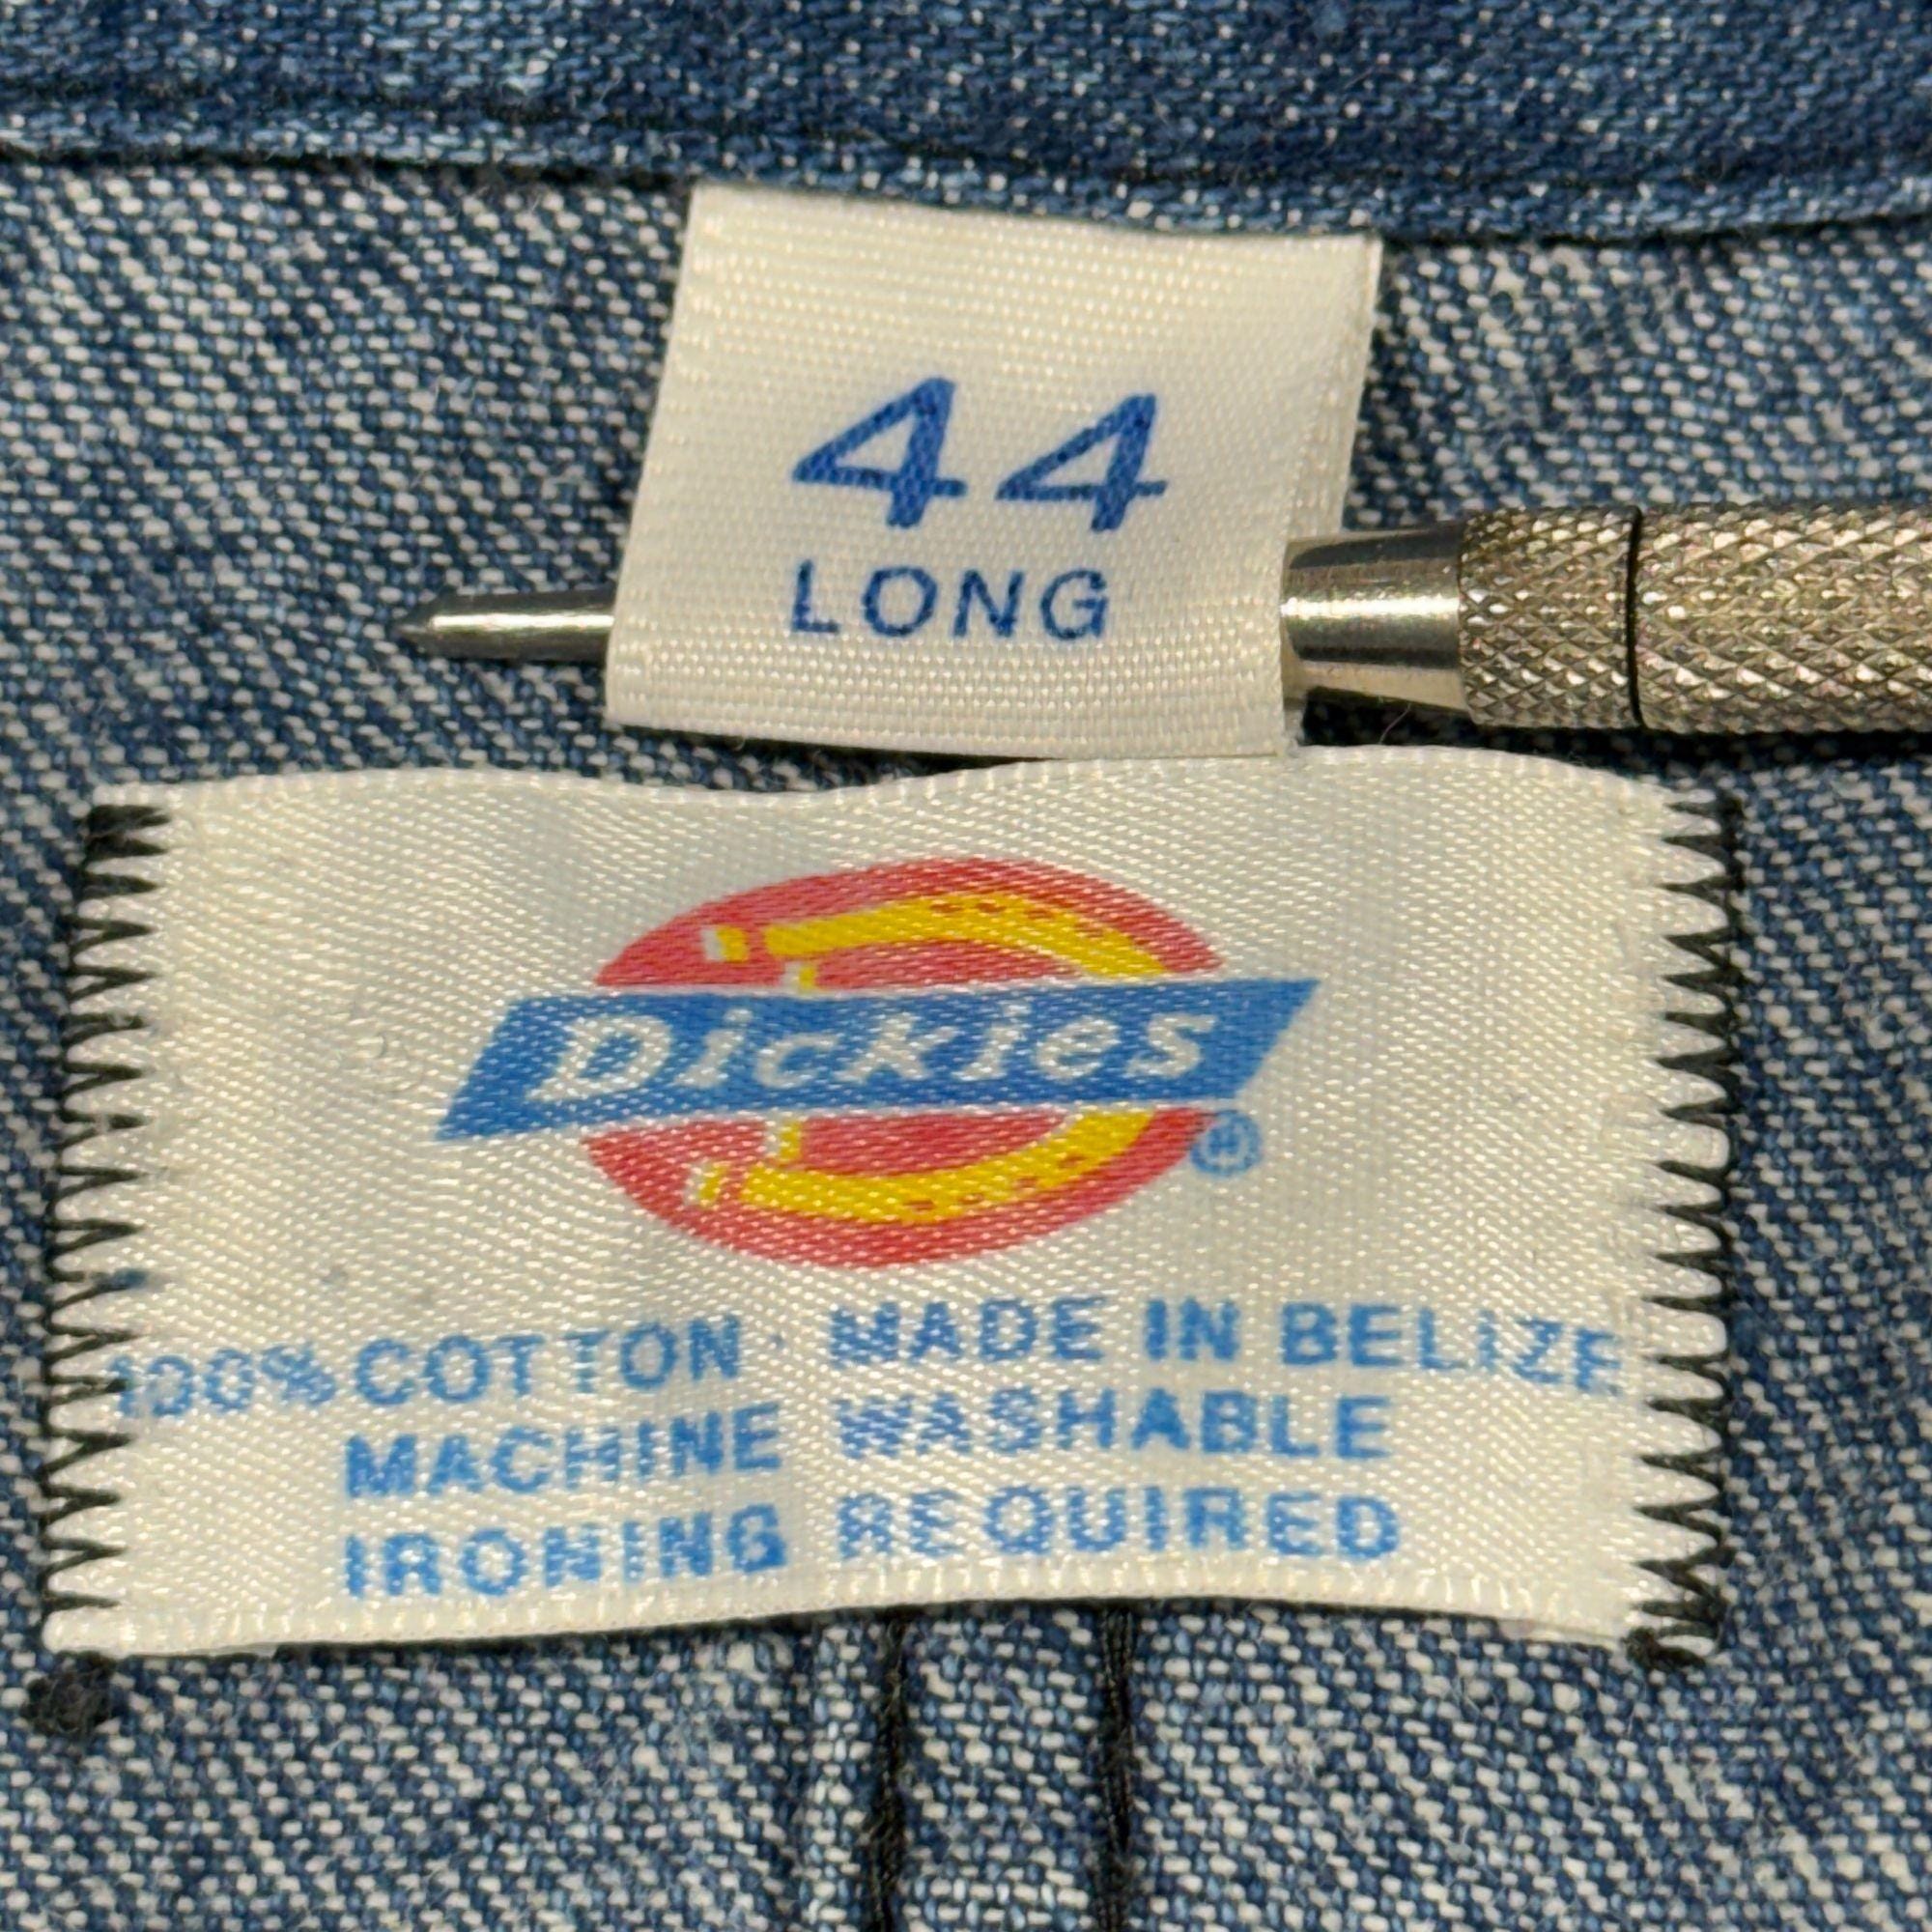 44
LONG
Dickies
®
100% COTTON · MADE IN BELIZE
MACHINE WASHABLE
IRONING REQUIRED